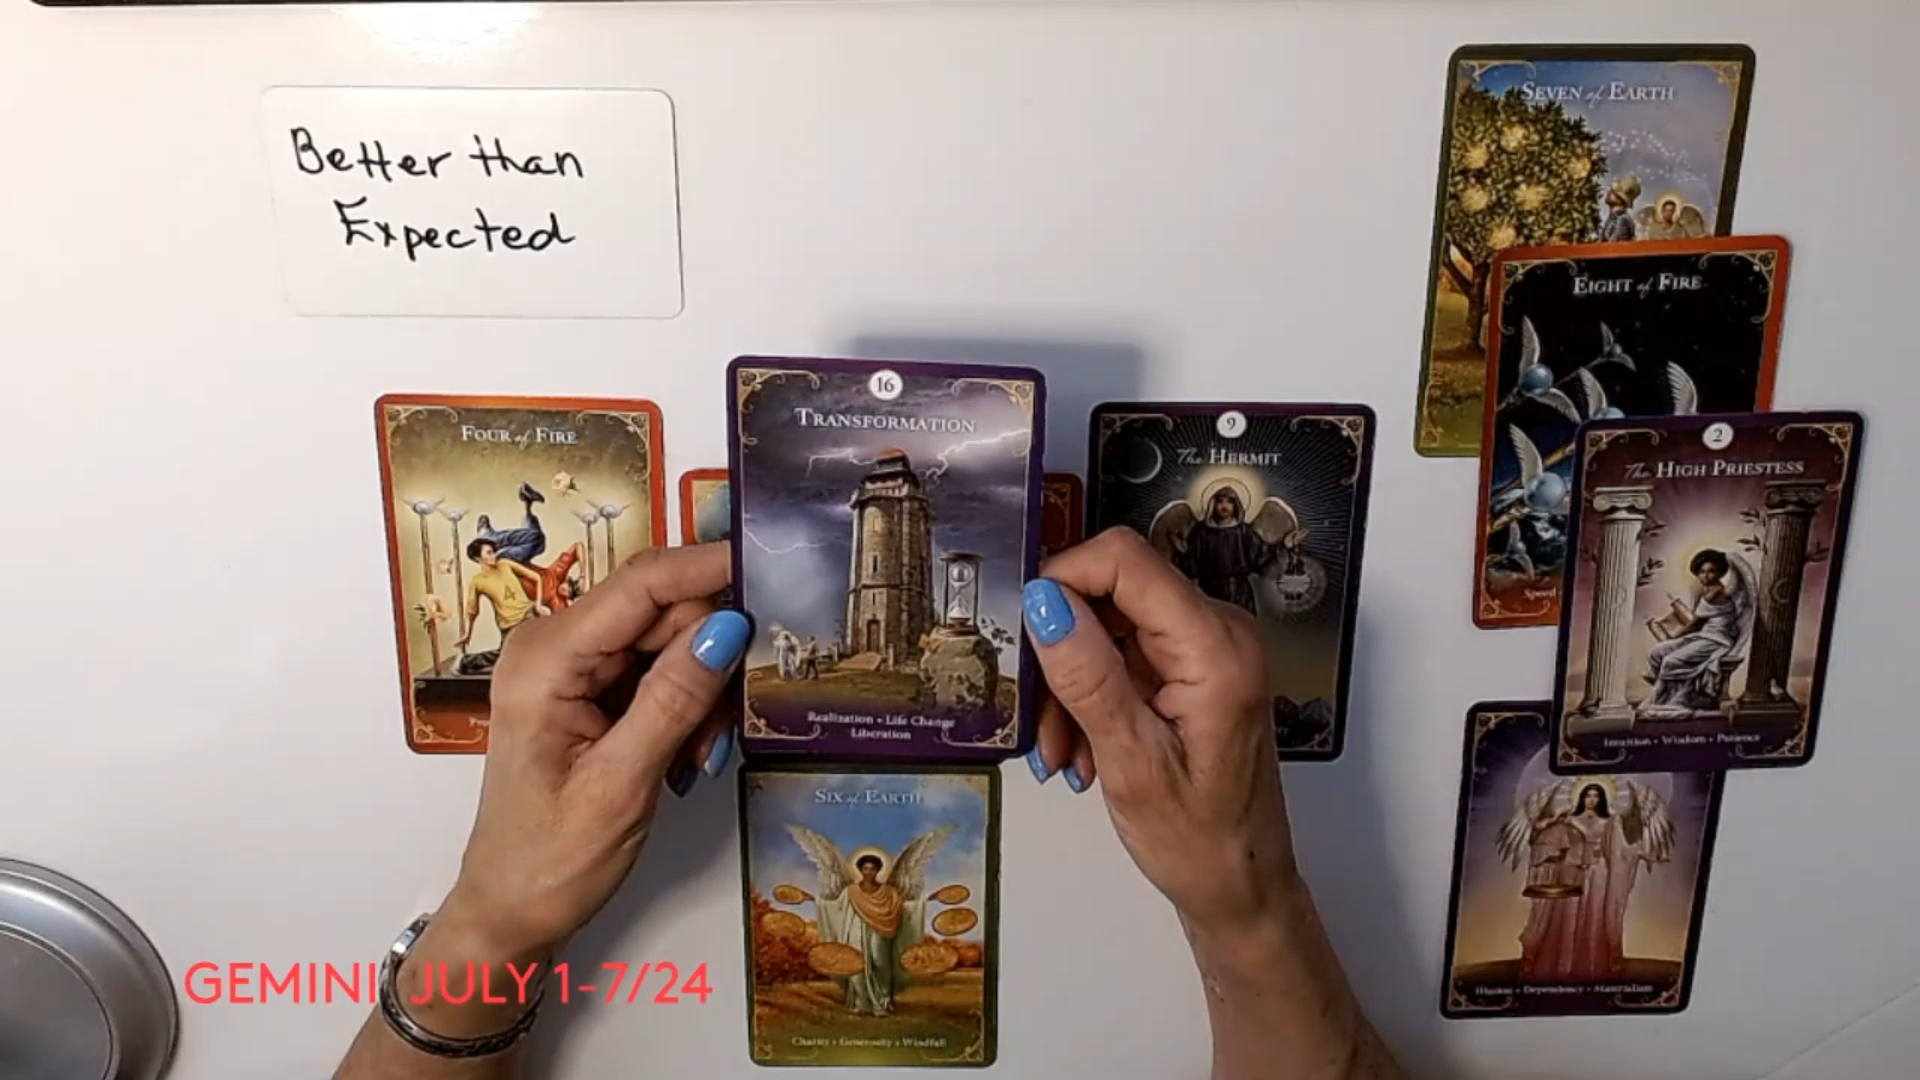 Better than
Expected
SEVEN of EARTH
EIGHT of FIRE
Speed
2
The HIGH PRIESTESS
Intuition • Wisdom • Patience
16
TRANSFORMATION
Realization • Life Change
Liberation
FOUR of FIRE
9
The HERMIT
SIX of EARTH
Charity • Generosity • Windfall
Illusion • Dependency • Materialism
GEMINI JULY 1-7/24